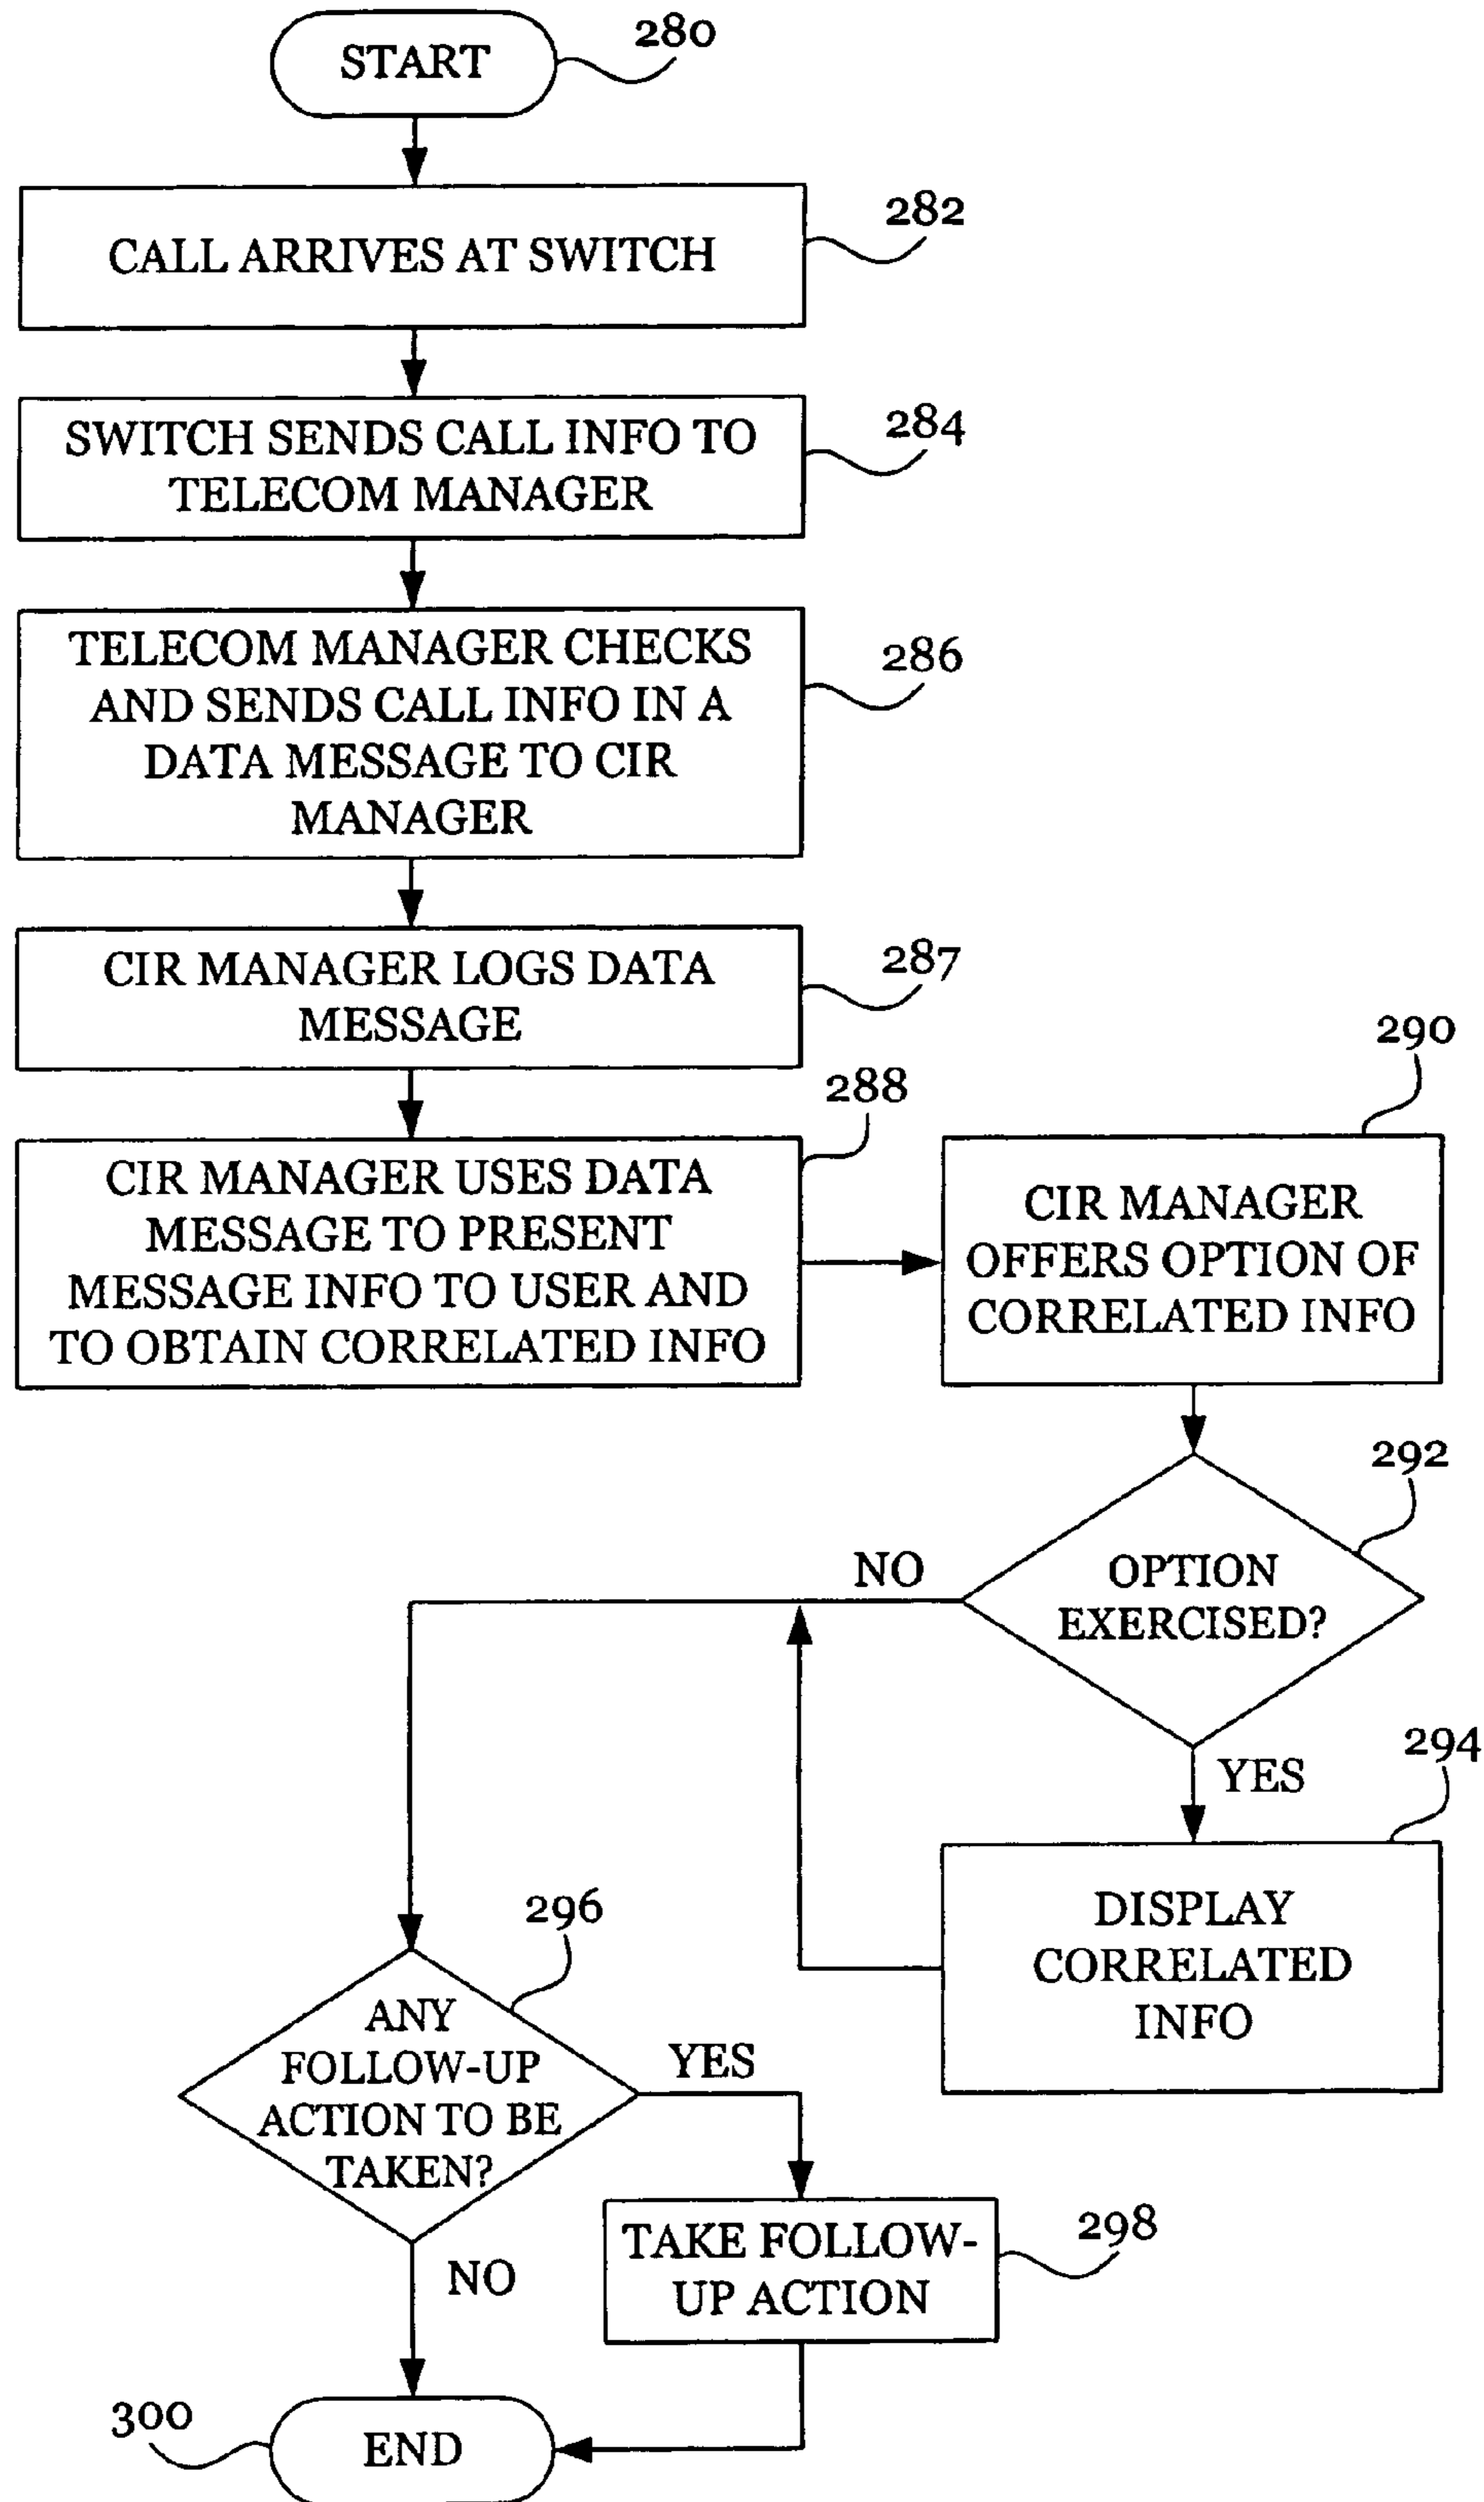 START
280
CALL ARRIVES AT SWITCH
282
SWITCH SENDS CALL INFO TO
TELECOM MANAGER
284
TELECOM MANAGER CHECKS
AND SENDS CALL INFO IN A
DATA MESSAGE TO CIR
MANAGER
286
CIR MANAGER LOGS DATA
MESSAGE
287
CIR MANAGER USES DATA
MESSAGE TO PRESENT
MESSAGE INFO TO USER AND
TO OBTAIN CORRELATED INFO
288
CIR MANAGER
OFFERS OPTION OF
CORRELATED INFO
290
OPTION
EXERCISED?
292
NO
YES
DISPLAY
CORRELATED
INFO
294
ANY
FOLLOW-UP
ACTION TO BE
TAKEN?
296
YES
NO
TAKE FOLLOW-
UP ACTION
298
END
300